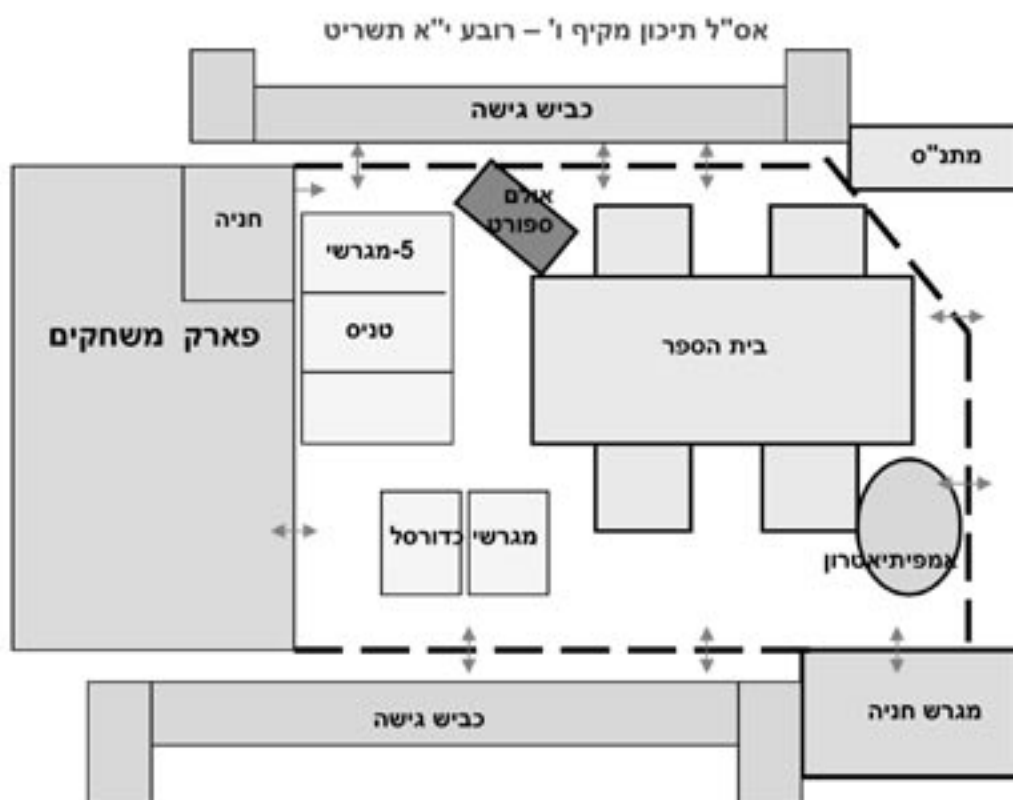 אס"ל תיכון מקיף ו' – רובע י"א תשריט
כביש גישה
מתנ"ס
אולם
ספורט
חניה
5-מגרשי
טניס
פארק משחקים
בית הספר
מגרשי כדורסל
אמפיתיאטרון
מגרש חניה
כביש גישה